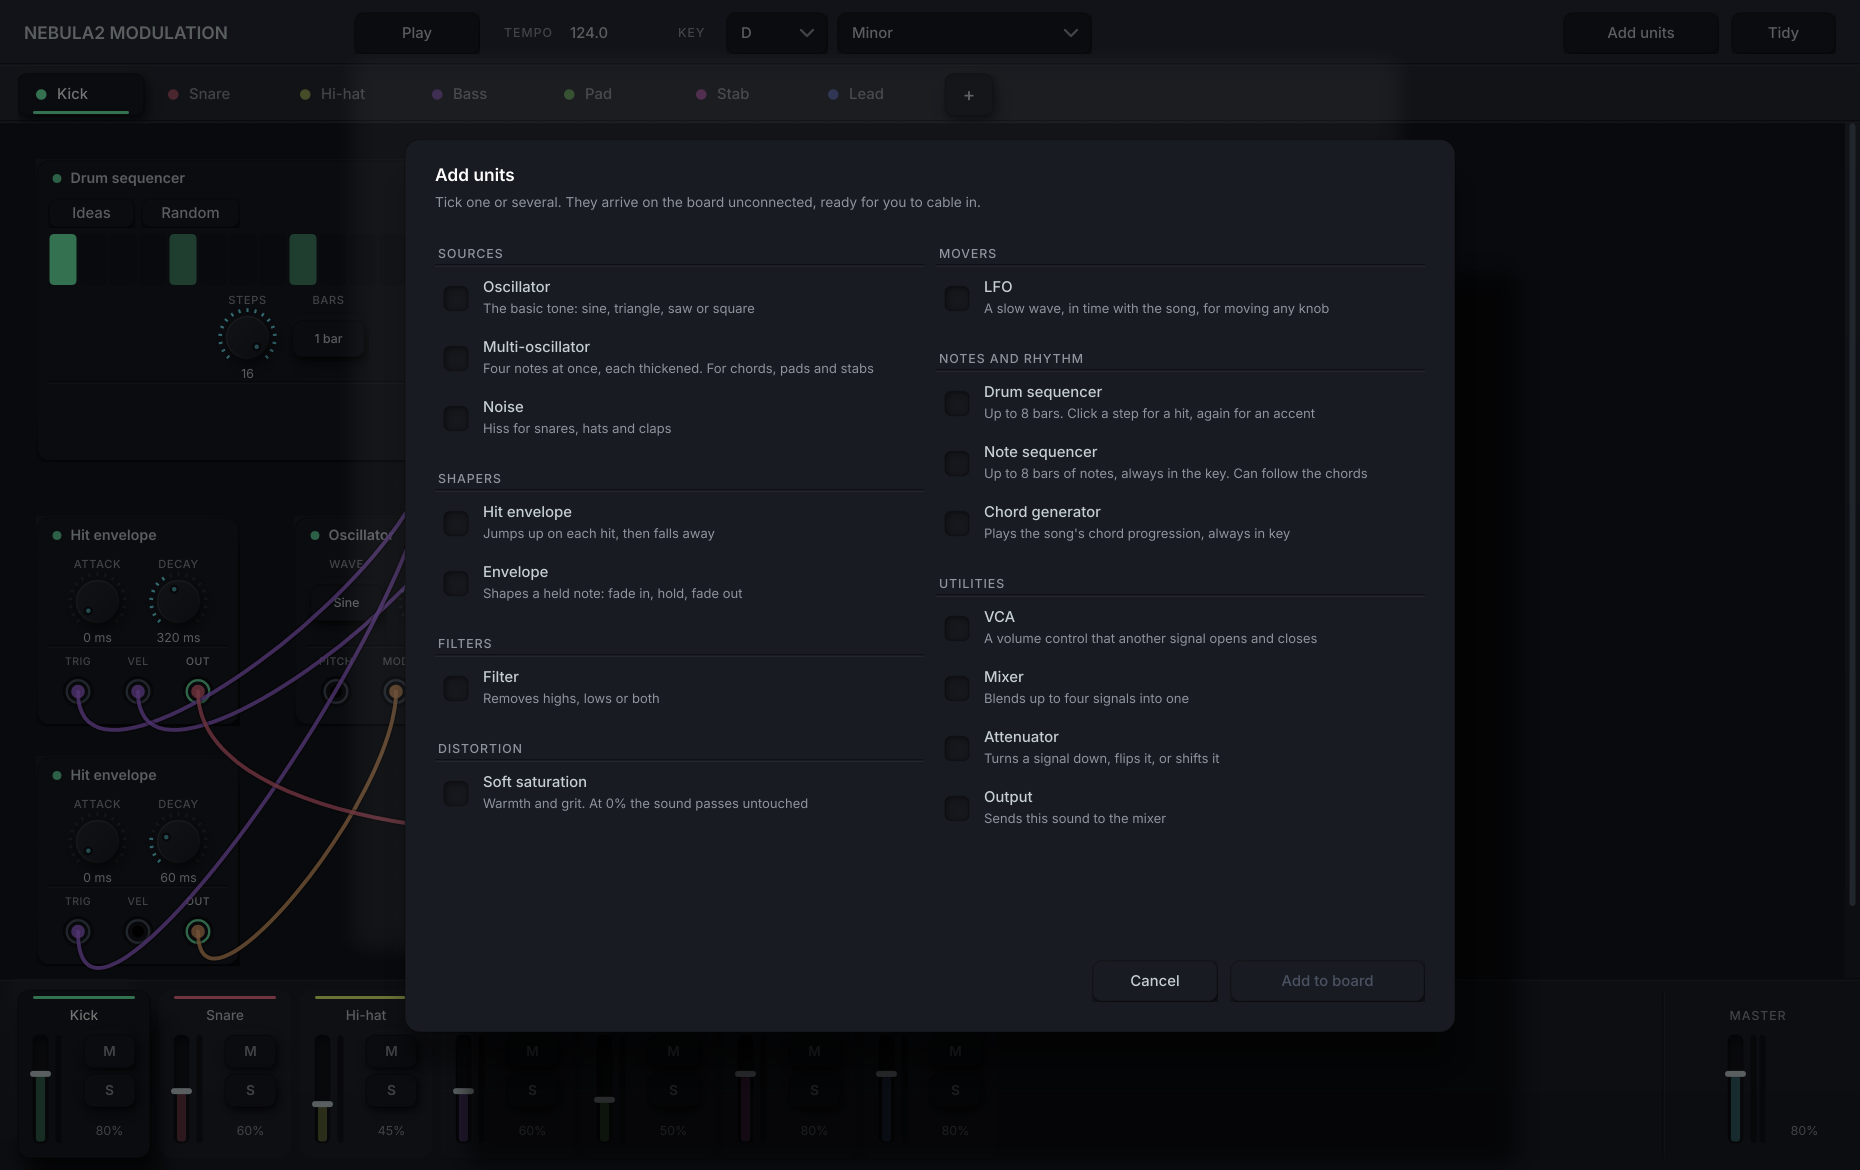 NEBULA2 MODULATION
Play
TEMPO 124.0
KEY D Minor
Add units
Tidy
Kick
Snare
Hi-hat
Bass
Pad
Stab
Lead
+
Drum sequencer
Ideas
Random
STEPS
BARS
1 bar
16
Hit envelope
ATTACK
DECAY
0 ms
320 ms
TRIG
VEL
OUT
Oscillator
WAVE
Sine
PITCH
Hit envelope
ATTACK
DECAY
0 ms
60 ms
TRIG
VEL
OUT
Add units
Tick one or several. They arrive on the board unconnected, ready for you to cable in.
SOURCES
Oscillator
The basic tone: sine, triangle, saw or square
Multi-oscillator
Four notes at once, each thickened. For chords, pads and stabs
Noise
Hiss for snares, hats and claps
SHAPERS
Hit envelope
Jumps up on each hit, then falls away
Envelope
Shapes a held note: fade in, hold, fade out
FILTERS
Filter
Removes highs, lows or both
DISTORTION
Soft saturation
Warmth and grit. At 0% the sound passes untouched
MOVERS
LFO
A slow wave, in time with the song, for moving any knob
NOTES AND RHYTHM
Drum sequencer
Up to 8 bars. Click a step for a hit, again for an accent
Note sequencer
Up to 8 bars of notes, always in the key. Can follow the chords
Chord generator
Plays the song's chord progression, always in key
UTILITIES
VCA
A volume control that another signal opens and closes
Mixer
Blends up to four signals into one
Attenuator
Turns a signal down, flips it, or shifts it
Output
Sends this sound to the mixer
Cancel
Add to board
Kick
M
S
80%
Snare
M
S
60%
Hi-hat
M
S
45%
M
S
60%
M
S
50%
M
S
80%
M
S
80%
MASTER
80%